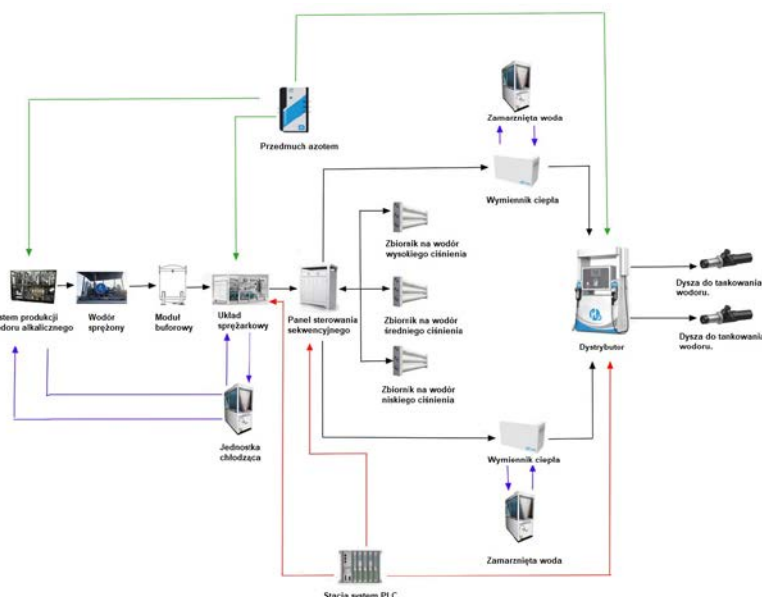 Zamarznięta woda
Przedmuch azotem
Wymiennik ciepła
Zbiornik na wodór
wysokiego ciśnienia
stem produkcji
odoru alkalicznego
Wodór
sprężony
Moduł
buforowy
Układ
sprężarkowy
Panel sterowania
sekwencyjnego
Zbiornik na wodór
średniego ciśnienia
Dystrybutor
Dysza do tankowania
wodoru.
Dysza do tankowania
wodoru.
Zbiornik na wodór
niskiego ciśnienia
Jednostka
chłodząca
Wymiennik ciepła
Zamarznięta woda
Stacja system PLC